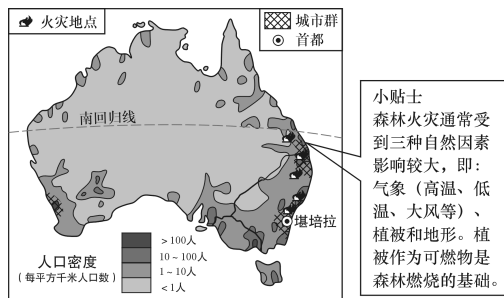 火灾地点
城市群
首都
南回归线
堪培拉
人口密度
（每平方千米人口数）
＞100人
10～100人
1～10人
＜1人
小贴士
森林火灾通常受
到三种自然因素
影响较大，即：
气象（高温、低
温、大风等）、
植被和地形。植
被作为可燃物是
森林燃烧的基础。